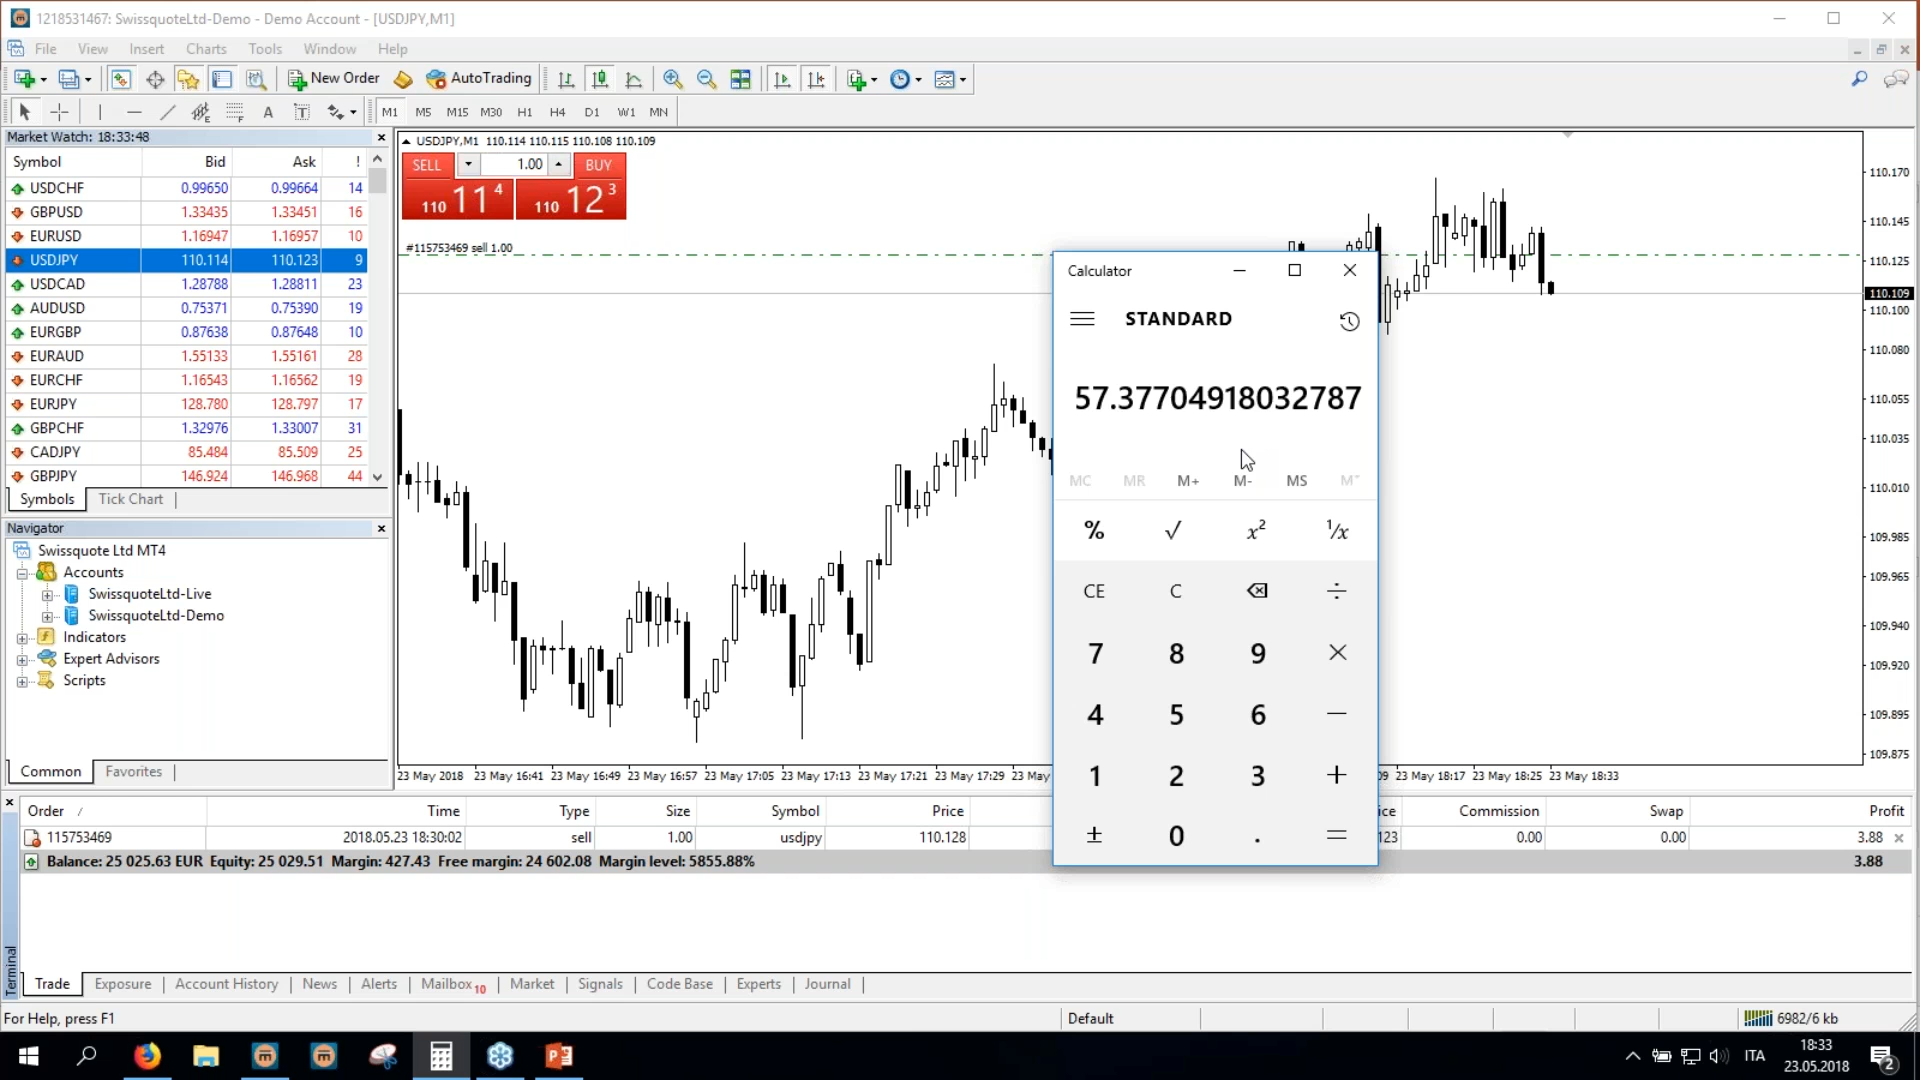 1218531467: SwissquoteLtd-Demo - Demo Account - [USDJPY,M1]
File View Insert Charts Tools Window Help
New Order AutoTrading
A T M1 M5 M15 M30 H1 H4 D1 W1 MN
Market Watch: 18:33:48
Symbol Bid Ask !
USDCHF 0.99650 0.99664 14
GBPUSD 1.33435 1.33451 16
EURUSD 1.16947 1.16957 10
USDJPY 110.114 110.123 9
USDCAD 1.28788 1.28811 23
AUDUSD 0.75371 0.75390 19
EURGBP 0.87638 0.87648 10
EURAUD 1.55133 1.55161 28
EURCHF 1.16543 1.16562 19
EURJPY 128.780 128.797 17
GBPCHF 1.32976 1.33007 31
CADJPY 85.484 85.509 25
GBPJPY 146.924 146.968 44
Symbols Tick Chart
Navigator
Swissquote Ltd MT4
Accounts
SwissquoteLtd-Live
SwissquoteLtd-Demo
Indicators
Expert Advisors
Scripts
Common Favorites
USDJPY,M1 110.114 110.115 110.108 110.109
SELL 1.00 BUY
110 11 4 110 12 3
#115753469 sell 1.00
110.170
110.145
110.125
110.109
110.100
110.080
110.055
110.035
110.010
109.985
109.965
109.940
109.920
109.895
109.875
23 May 2018 23 May 16:41 23 May 16:49 23 May 16:57 23 May 17:05 23 May 17:13 23 May 17:21 23 May 17:29 23 May 09 23 May 18:17 23 May 18:25 23 May 18:33
Calculator
STANDARD
57.37704918032787
MC MR M+ M- MS M˅
% √ x² ¹/x
CE C ÷
7 8 9 ×
4 5 6 −
1 2 3 +
± 0 . =
Order / Time Type Size Symbol Price ice Commission Swap Profit
115753469 2018.05.23 18:30:02 sell 1.00 usdjpy 110.128 123 0.00 0.00 3.88
Balance: 25 025.63 EUR Equity: 25 029.51 Margin: 427.43 Free margin: 24 602.08 Margin level: 5855.88% 3.88
Terminal
Trade Exposure Account History News Alerts Mailbox 10 Market Signals Code Base Experts Journal
For Help, press F1 Default 6982/6 kb
ITA 18:33
23.05.2018 2